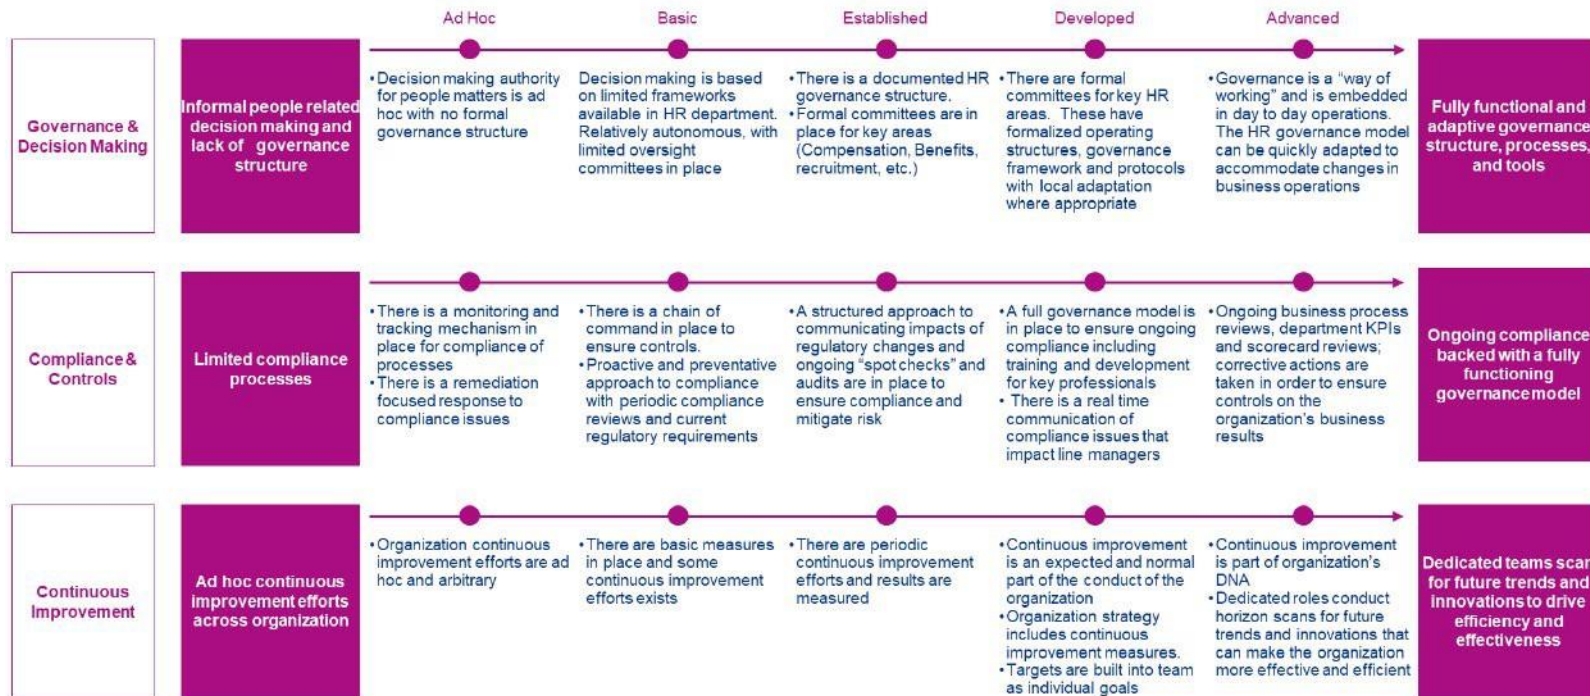 Ad Hoc
Basic
Established
Developed
Advanced
Governance &
Decision Making
Informal people related
decision making and
lack of governance
structure
•Decision making authority
for people matters is ad
hoc with no formal
governance structure
Decision making is based
on limited frameworks
available in HR department.
Relatively autonomous, with
limited oversight
committees in place
•There is a documented HR
governance structure.
•Formal committees are in
place for key areas
(Compensation, Benefits,
recruitment, etc.)
•There are formal
committees for key HR
areas. These have
formalized operating
structures, governance
framework and protocols
with local adaptation
where appropriate
•Governance is a “way of
working” and is embedded
in day to day operations.
The HR governance model
can be quickly adapted to
accommodate changes in
business operations
Fully functional and
adaptive governance
structure, processes,
and tools
Compliance &
Controls
Limited compliance
processes
•There is a monitoring and
tracking mechanism in
place for compliance of
processes
•There is a remediation
focused response to
compliance issues
•There is a chain of
command in place to
ensure controls.
•Proactive and preventative
approach to compliance
with periodic compliance
reviews and current
regulatory requirements
•A structured approach to
communicating impacts of
regulatory changes and
ongoing “spot checks” and
audits are in place to
ensure compliance and
mitigate risk
•A full governance model is
in place to ensure ongoing
compliance including
training and development
for key professionals
• There is a real time
communication of
compliance issues that
impact line managers
•Ongoing business process
reviews, department KPIs
and scorecard reviews;
corrective actions are
taken in order to ensure
controls on the
organization’s business
results
Ongoing compliance
backed with a fully
functioning
governance model
Continuous
Improvement
Ad hoc continuous
improvement efforts
across organization
•Organization continuous
improvement efforts are ad
hoc and arbitrary
•There are basic measures
in place and some
continuous improvement
efforts exists
•There are periodic
continuous improvement
efforts and results are
measured
•Continuous improvement
is an expected and normal
part of the conduct of the
organization
•Organization strategy
includes continuous
improvement measures.
•Targets are built into team
as individual goals
•Continuous improvement
is part of organization’s
DNA
•Dedicated roles conduct
horizon scans for future
trends and innovations that
can make the organization
more effective and efficient
Dedicated teams scan
for future trends and
innovations to drive
efficiency and
effectiveness